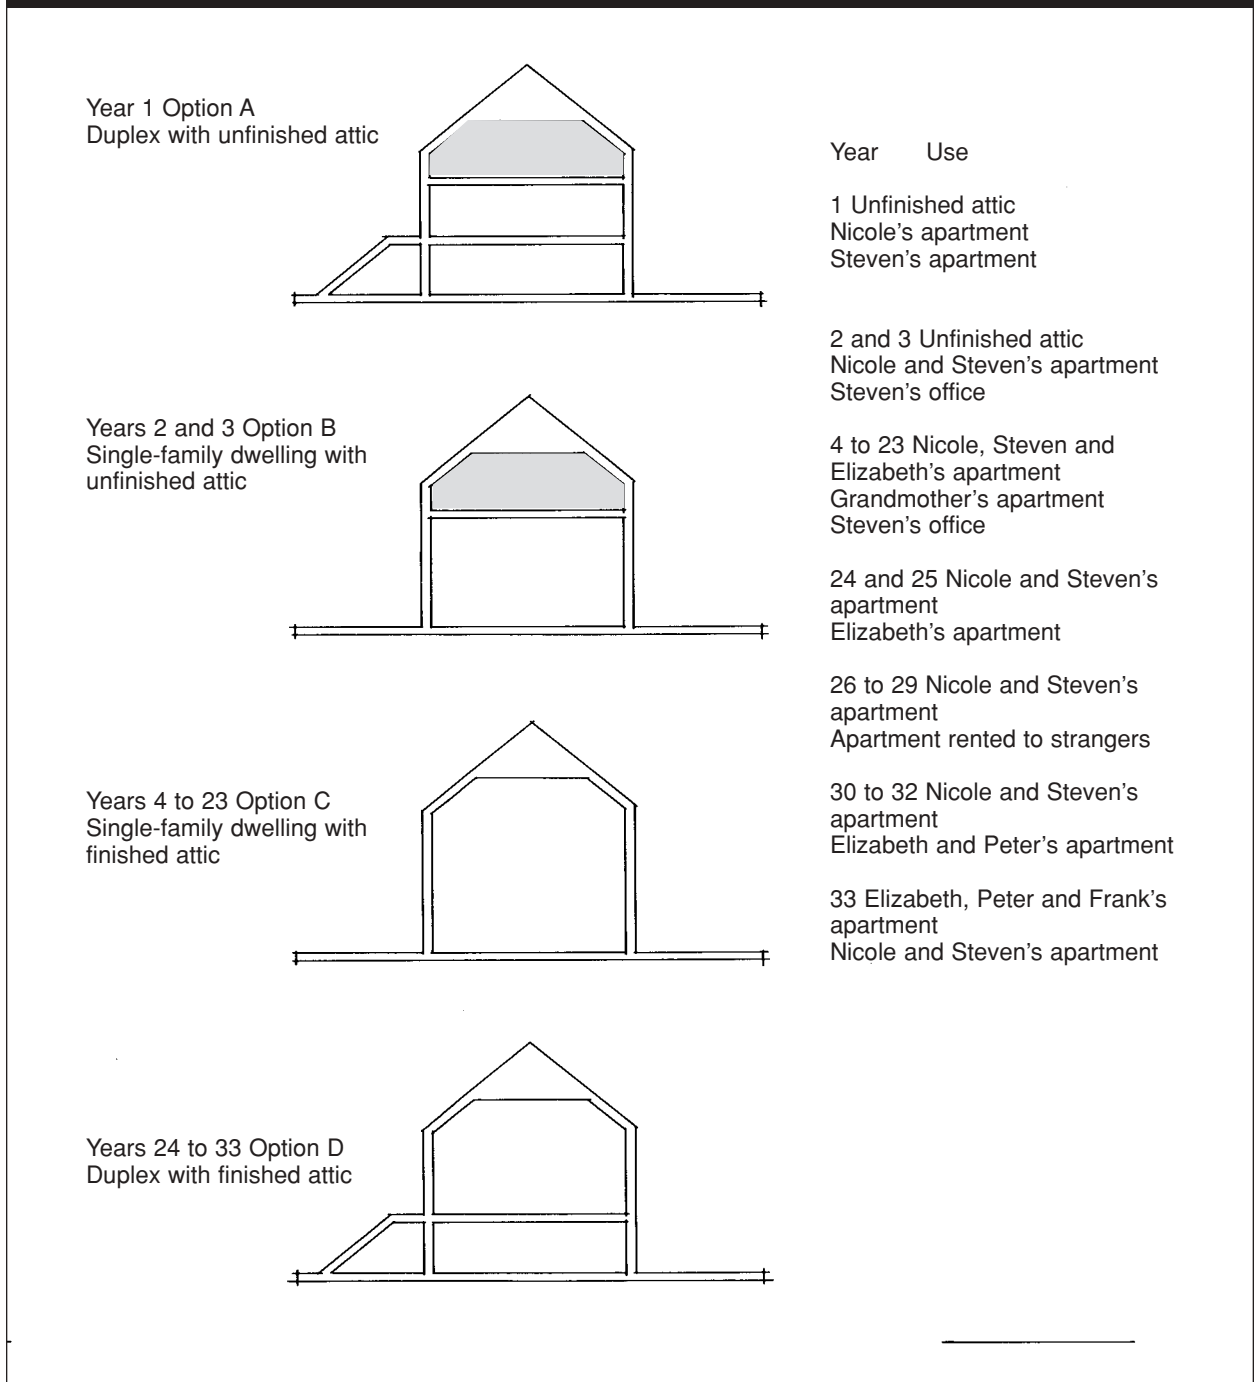 Year 1 Option A
Duplex with unfinished attic
Years 2 and 3 Option B
Single-family dwelling with
unfinished attic
Years 4 to 23 Option C
Single-family dwelling with
finished attic
Years 24 to 33 Option D
Duplex with finished attic
Year Use
1 Unfinished attic
Nicole's apartment
Steven's apartment
2 and 3 Unfinished attic
Nicole and Steven's apartment
Steven's office
4 to 23 Nicole, Steven and
Elizabeth's apartment
Grandmother's apartment
Steven's office
24 and 25 Nicole and Steven's
apartment
Elizabeth's apartment
26 to 29 Nicole and Steven's
apartment
Apartment rented to strangers
30 to 32 Nicole and Steven's
apartment
Elizabeth and Peter's apartment
33 Elizabeth, Peter and Frank's
apartment
Nicole and Steven's apartment